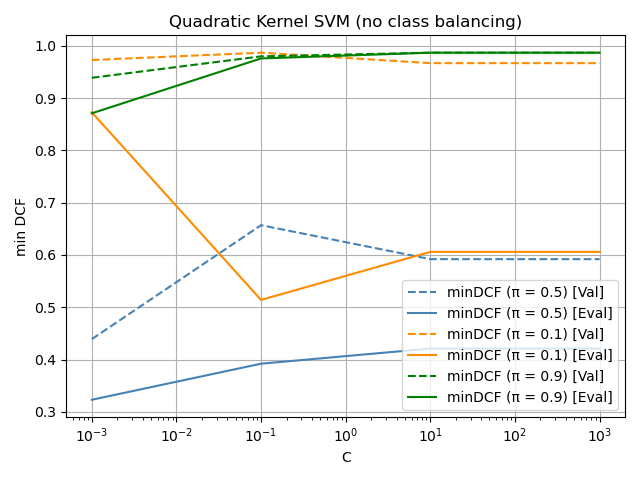 Quadratic Kernel SVM (no class balancing)
min DCF
1.0
0.9
0.8
0.7
0.6
0.5
0.4
0.3
minDCF (π = 0.5) [Val]
minDCF (π = 0.5) [Eval]
minDCF (π = 0.1) [Val]
minDCF (π = 0.1) [Eval]
minDCF (π = 0.9) [Val]
minDCF (π = 0.9) [Eval]
10⁻³ 10⁻² 10⁻¹ 10⁰ 10¹ 10² 10³
C